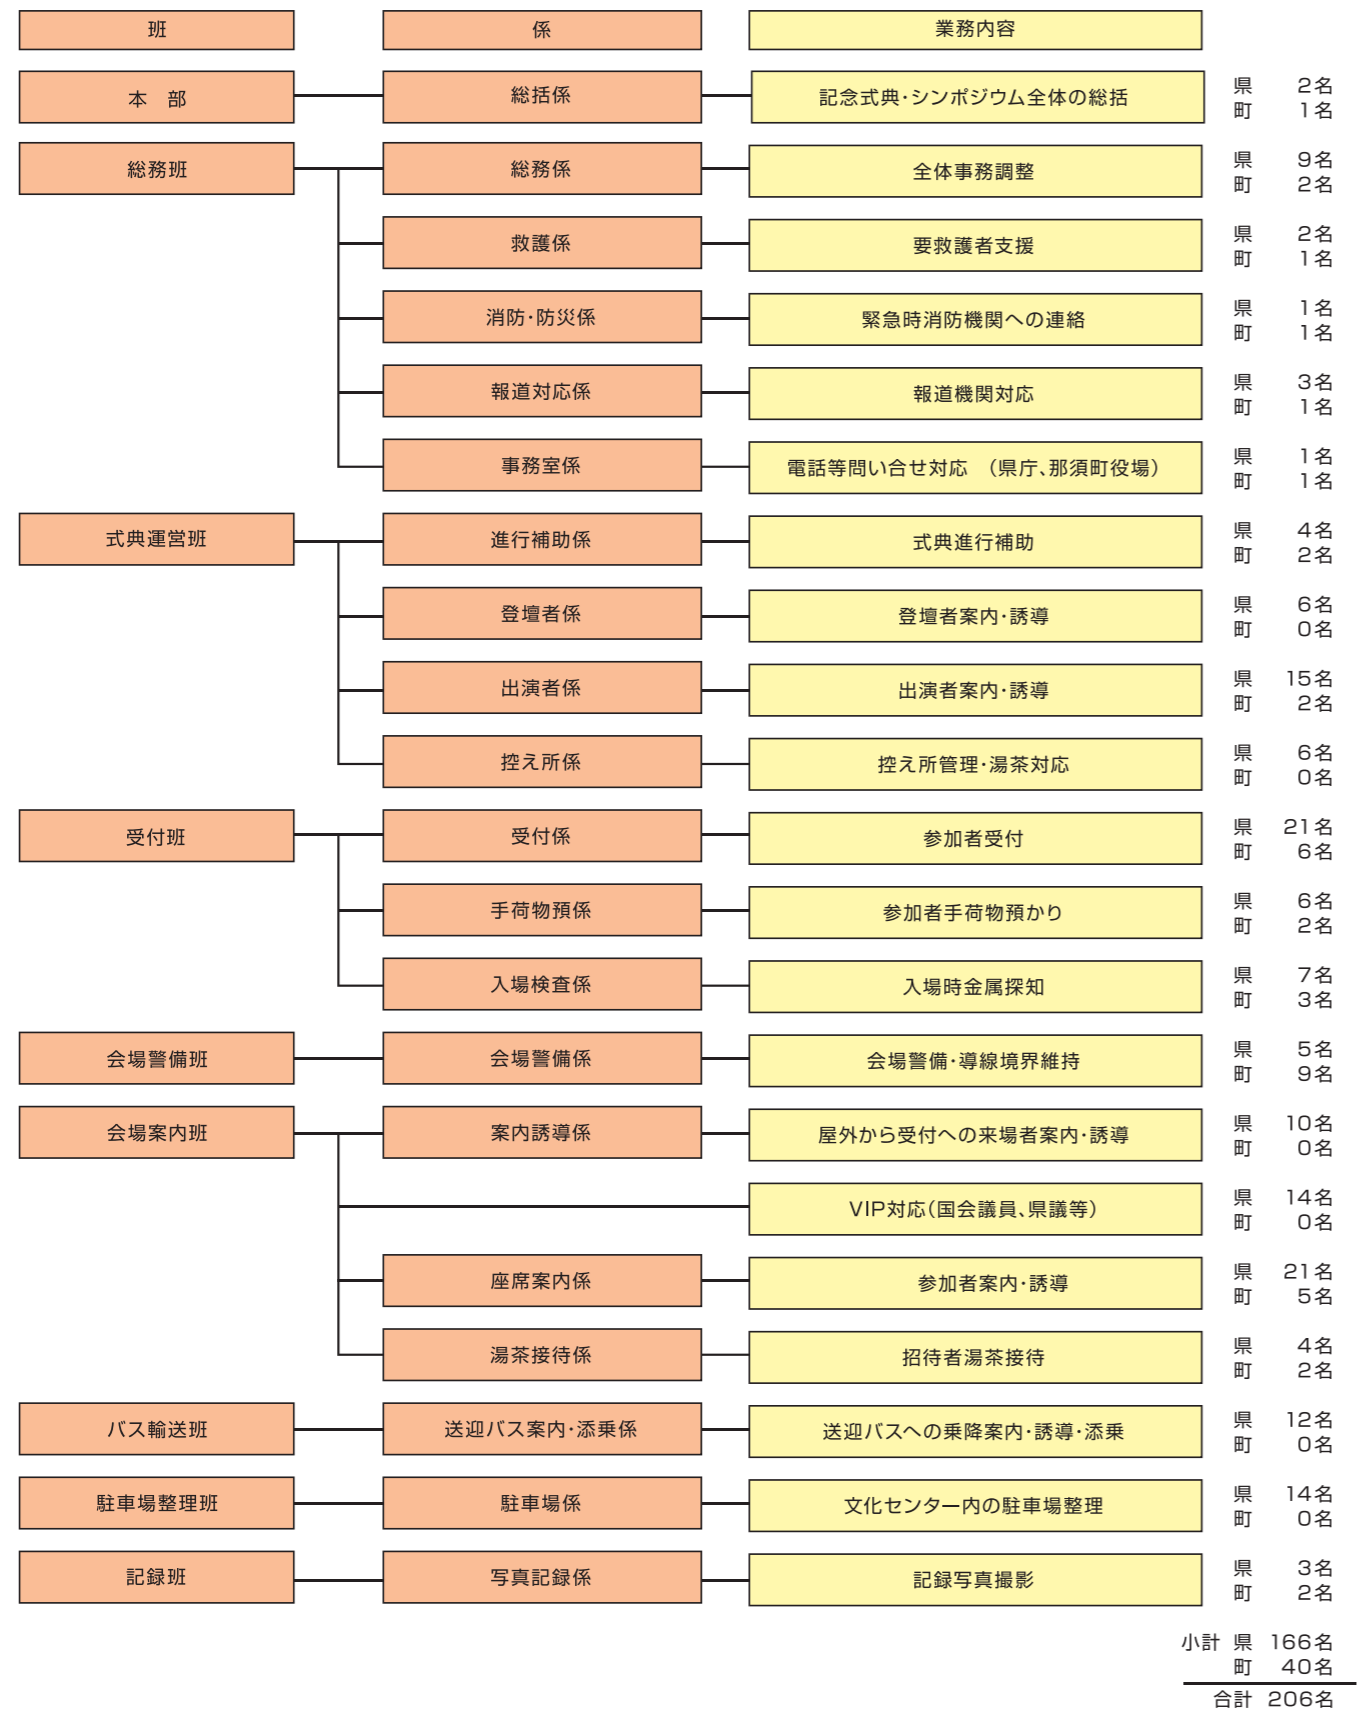 班 係 業務内容
本　部 総括係 記念式典・シンポジウム全体の総括 県 2名
町 1名
総務班 総務係 全体事務調整 県 9名
町 2名
救護係 要救護者支援 県 2名
町 1名
消防・防災係 緊急時消防機関への連絡 県 1名
町 1名
報道対応係 報道機関対応 県 3名
町 1名
事務室係 電話等問い合せ対応　（県庁、那須町役場） 県 1名
町 1名
式典運営班 進行補助係 式典進行補助 県 4名
町 2名
登壇者係 登壇者案内・誘導 県 6名
町 0名
出演者係 出演者案内・誘導 県 15名
町 2名
控え所係 控え所管理・湯茶対応 県 6名
町 0名
受付班 受付係 参加者受付 県 21名
町 6名
手荷物預係 参加者手荷物預かり 県 6名
町 2名
入場検査係 入場時金属探知 県 7名
町 3名
会場警備班 会場警備係 会場警備・導線境界維持 県 5名
町 9名
会場案内班 案内誘導係 屋外から受付への来場者案内・誘導 県 10名
町 0名
VIP対応（国会議員、県議等） 県 14名
町 0名
座席案内係 参加者案内・誘導 県 21名
町 5名
湯茶接待係 招待者湯茶接待 県 4名
町 2名
バス輸送班 送迎バス案内・添乗係 送迎バスへの乗降案内・誘導・添乗 県 12名
町 0名
駐車場整理班 駐車場係 文化センター内の駐車場整理 県 14名
町 0名
記録班 写真記録係 記録写真撮影 県 3名
町 2名
小計 県 166名
町 40名
合計 206名